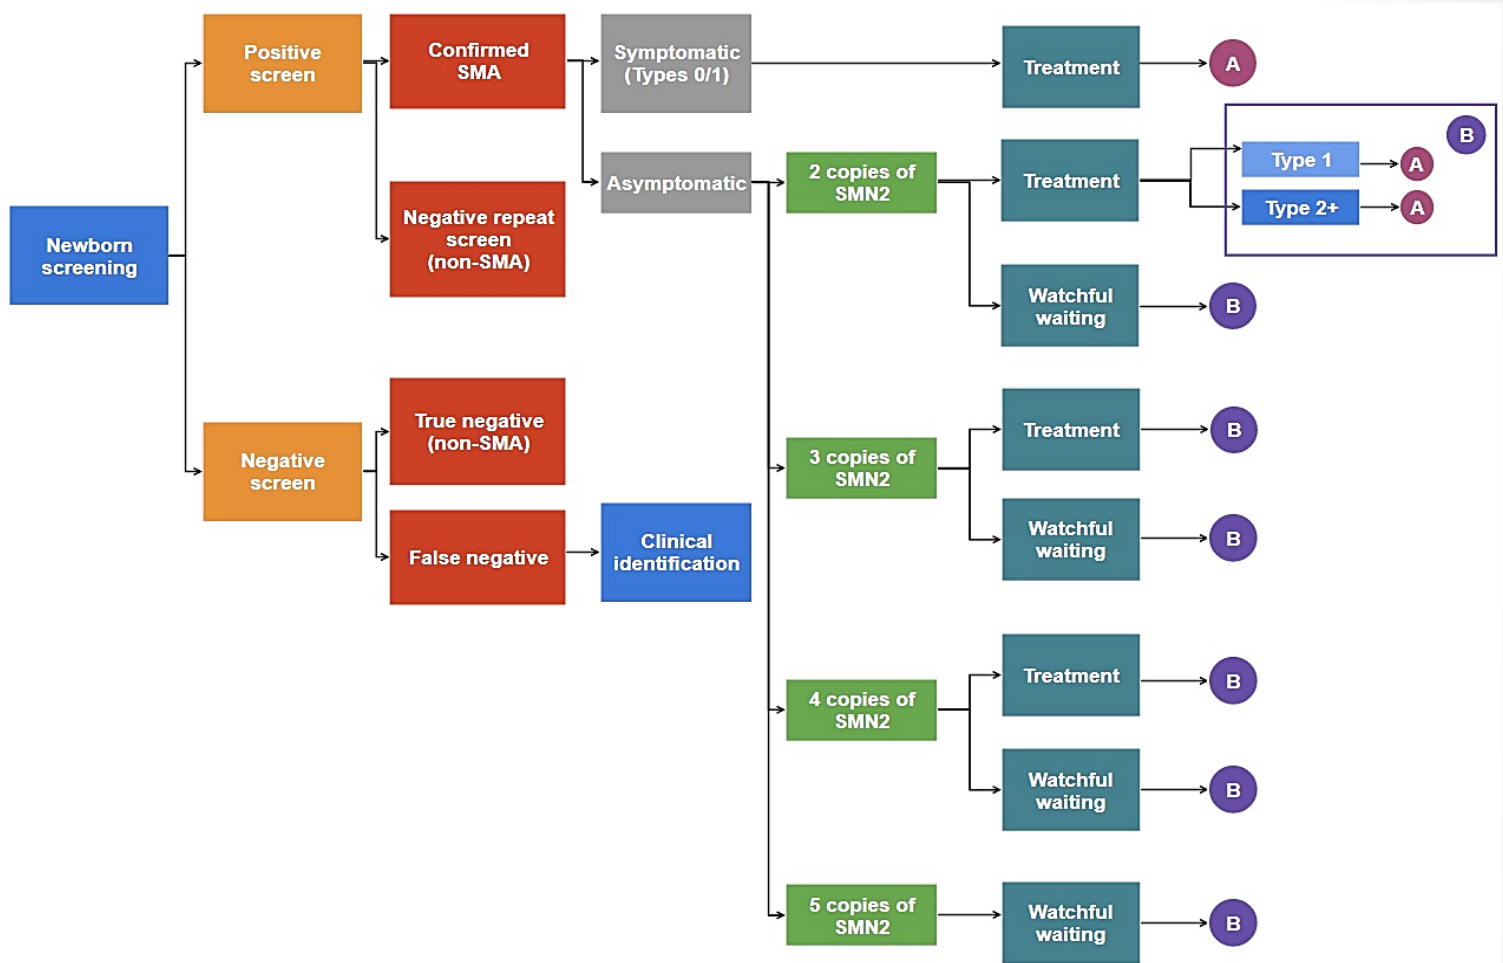 Positive
screen
Confirmed
SMA
Symptomatic
(Types 0/1)
Treatment
A
B
Type 1
A
Type 2+
A
Asymptomatic
2 copies of
SMN2
Treatment
Negative repeat
screen
(non-SMA)
Newborn
screening
Watchful
waiting
B
True negative
(non-SMA)
3 copies of
SMN2
Treatment
B
Negative
screen
Watchful
waiting
B
False negative
Clinical
identification
4 copies of
SMN2
Treatment
B
Watchful
waiting
B
5 copies of
SMN2
Watchful
waiting
B